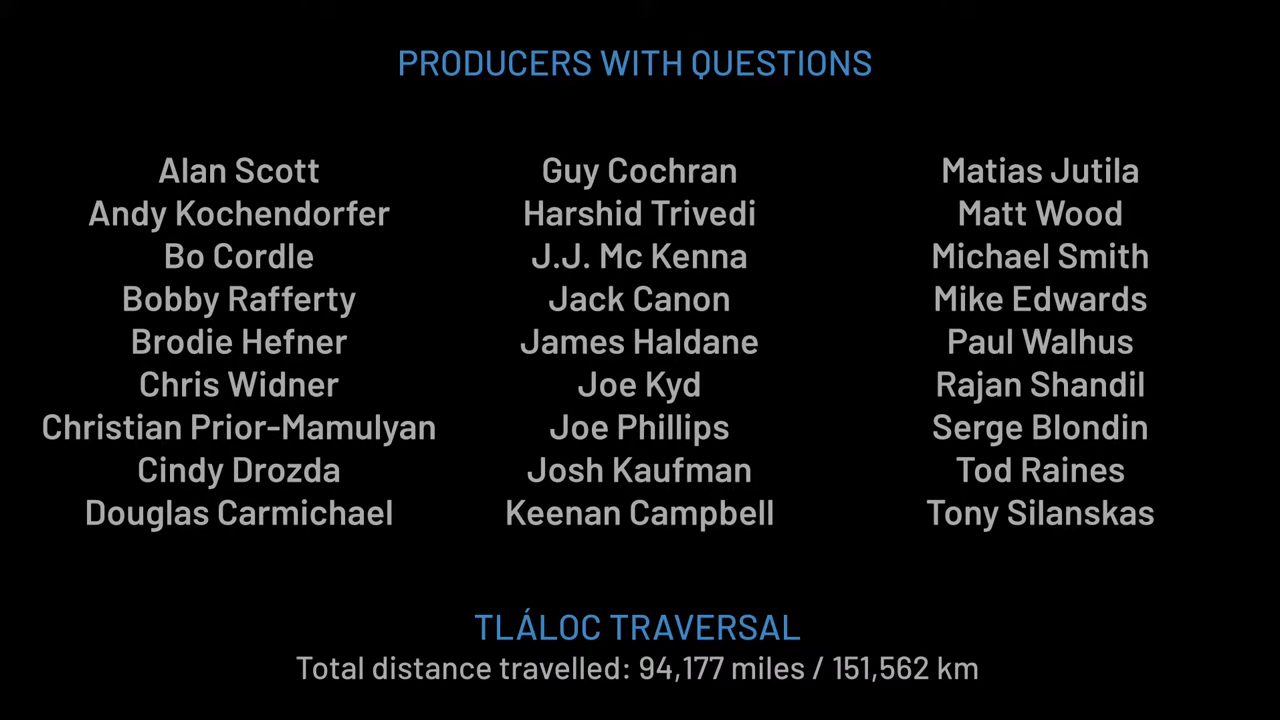 PRODUCERS WITH QUESTIONS
Alan Scott
Andy Kochendorfer
Bo Cordle
Bobby Rafferty
Brodie Hefner
Chris Widner
Christian Prior-Mamulyan
Cindy Drozda
Douglas Carmichael
Guy Cochran
Harshid Trivedi
J.J. Mc Kenna
Jack Canon
James Haldane
Joe Kyd
Joe Phillips
Josh Kaufman
Keenan Campbell
Matias Jutila
Matt Wood
Michael Smith
Mike Edwards
Paul Walhus
Rajan Shandil
Serge Blondin
Tod Raines
Tony Silanskas
TLÁLOC TRAVERSAL
Total distance travelled: 94,177 miles / 151,562 km